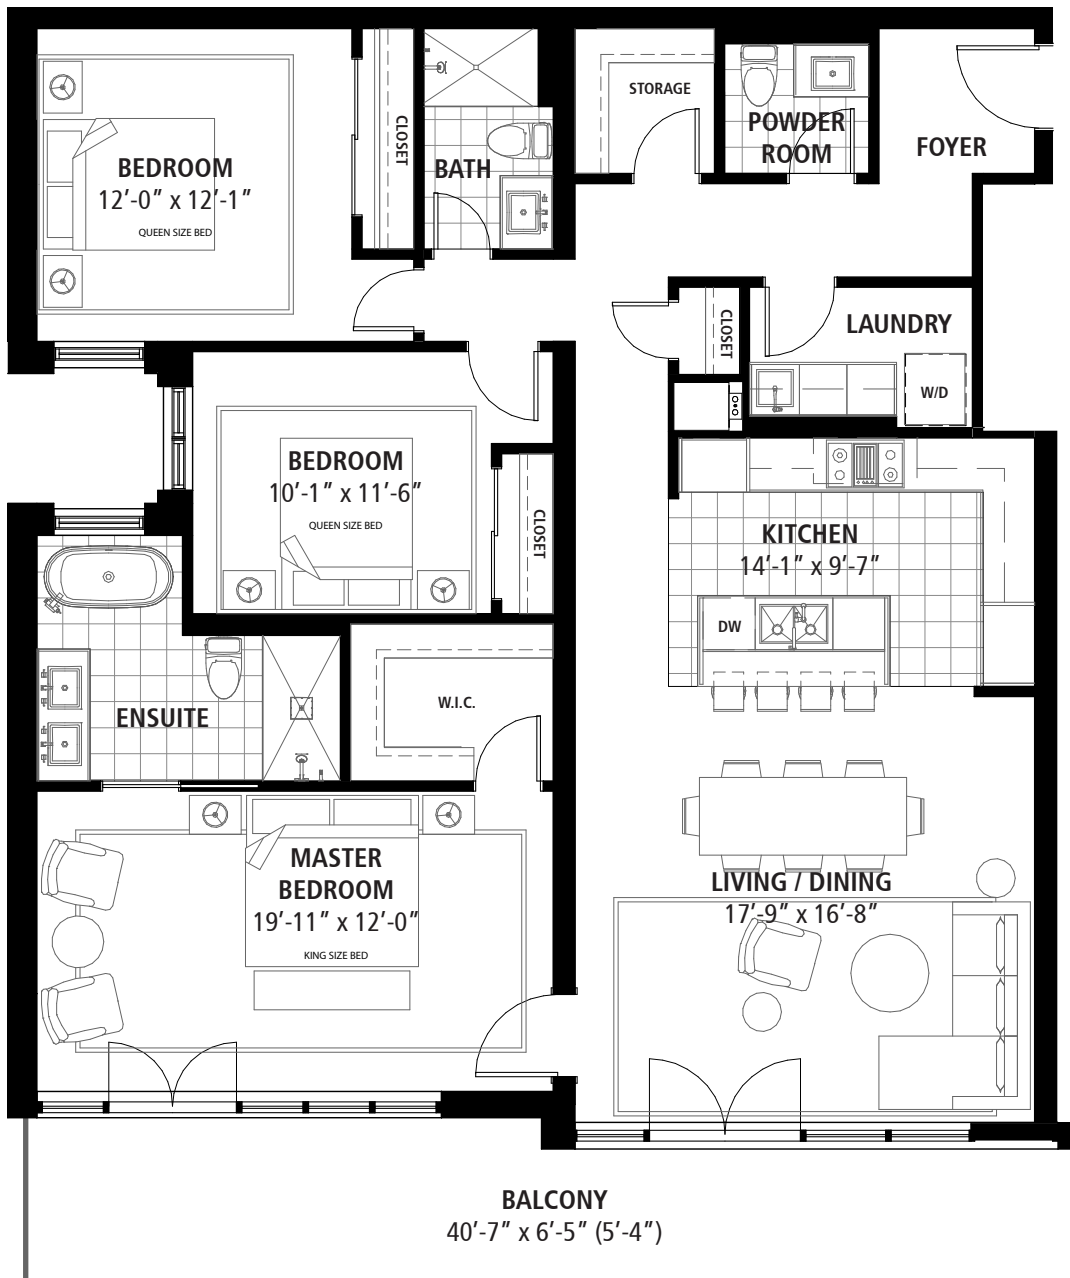 BEDROOM
12’-0” x 12’-1”
QUEEN SIZE BED
CLOSET
BATH
STORAGE
POWDER
ROOM
FOYER
CLOSET
LAUNDRY
W/D
BEDROOM
10’-1” x 11’-6”
QUEEN SIZE BED
CLOSET
KITCHEN
14’-1” x 9’-7”
DW
ENSUITE
W.I.C.
MASTER
BEDROOM
19’-11” x 12’-0”
KING SIZE BED
LIVING / DINING
17’-9” x 16’-8”
BALCONY
40’-7” x 6’-5” (5’-4”)